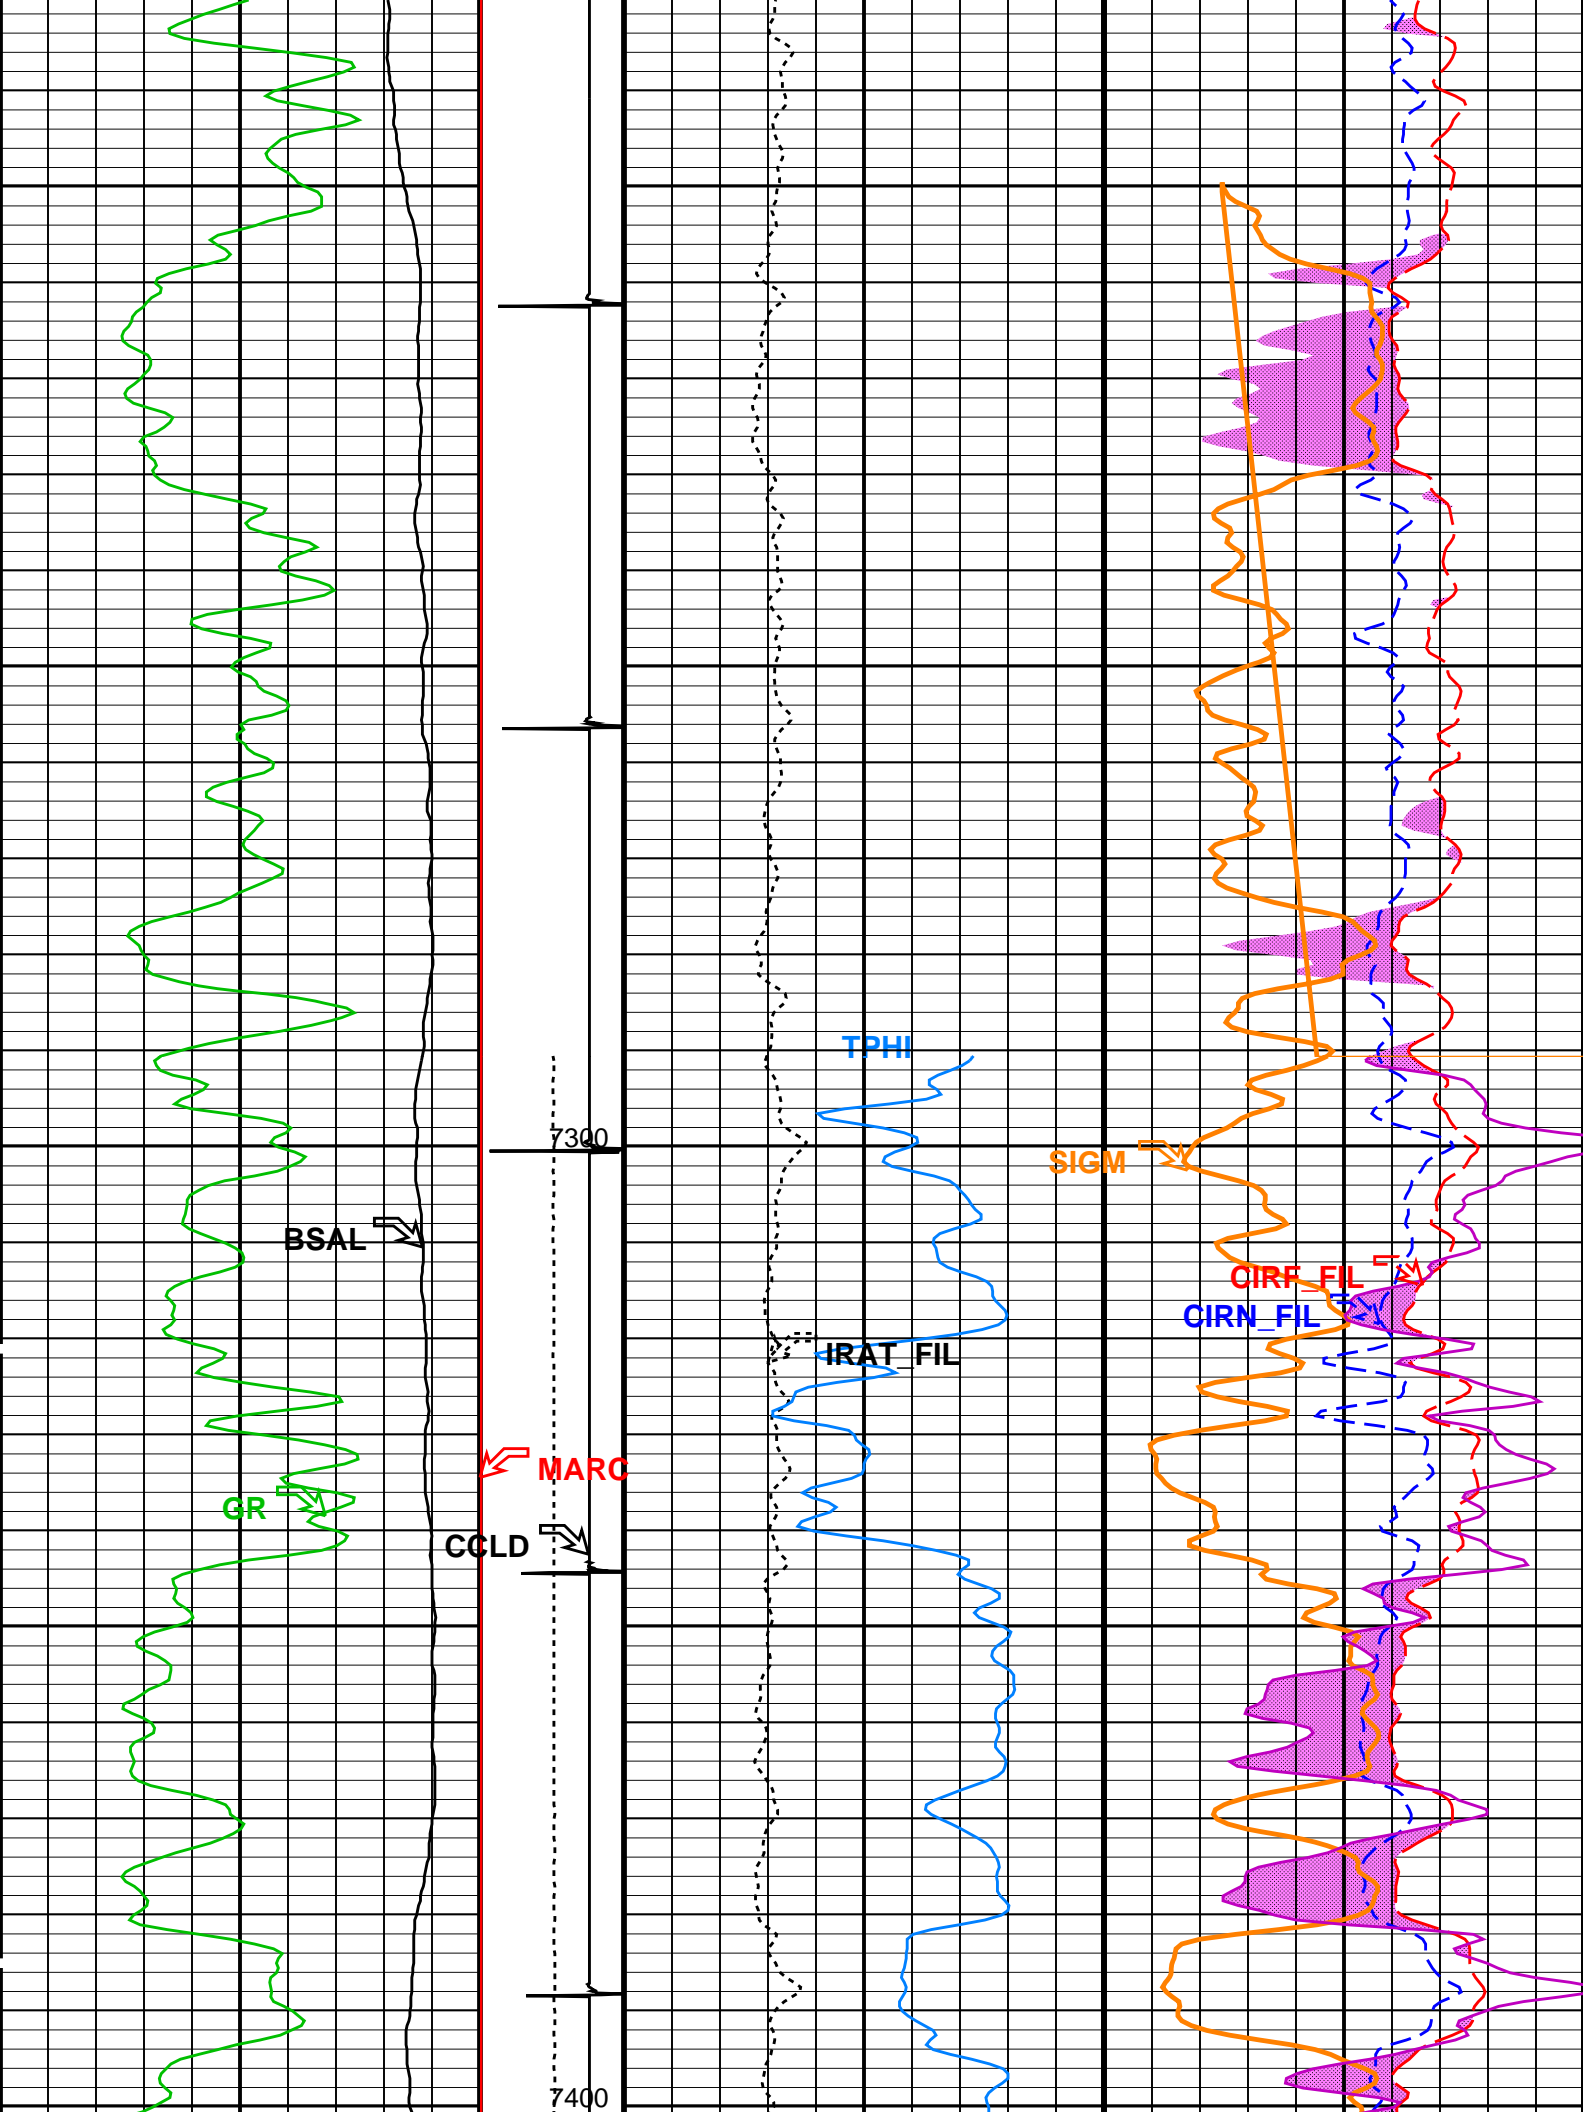 TPHI
7300
SIGM
BSAL
CIRF_FIL
CIRN_FIL
IRAT_FIL
MARC
GR
CCLD
7400